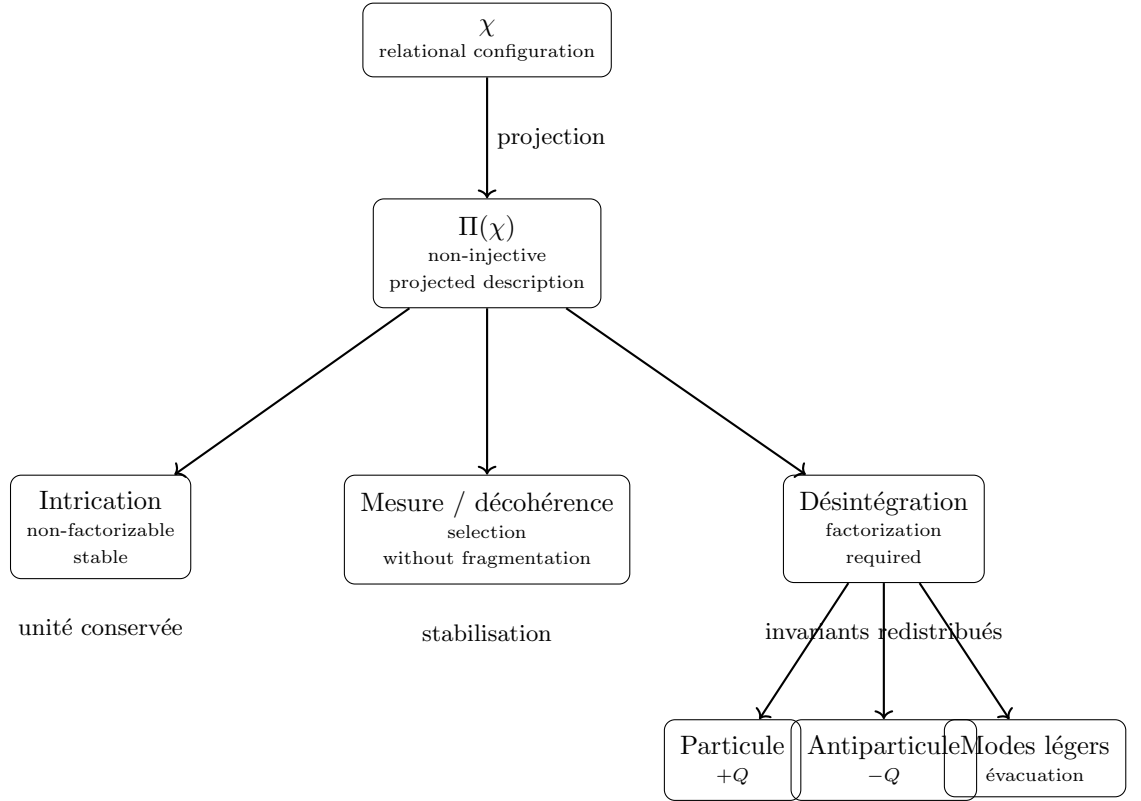 χ
relational configuration
projection
Π(χ)
non-injective
projected description
Intrication
non-factorizable
stable
Mesure / décohérence
selection
without fragmentation
Désintégration
factorization
required
unité conservée
stabilisation
invariants redistribués
Particule
+Q
Antiparticule
−Q
Modes légers
évacuation